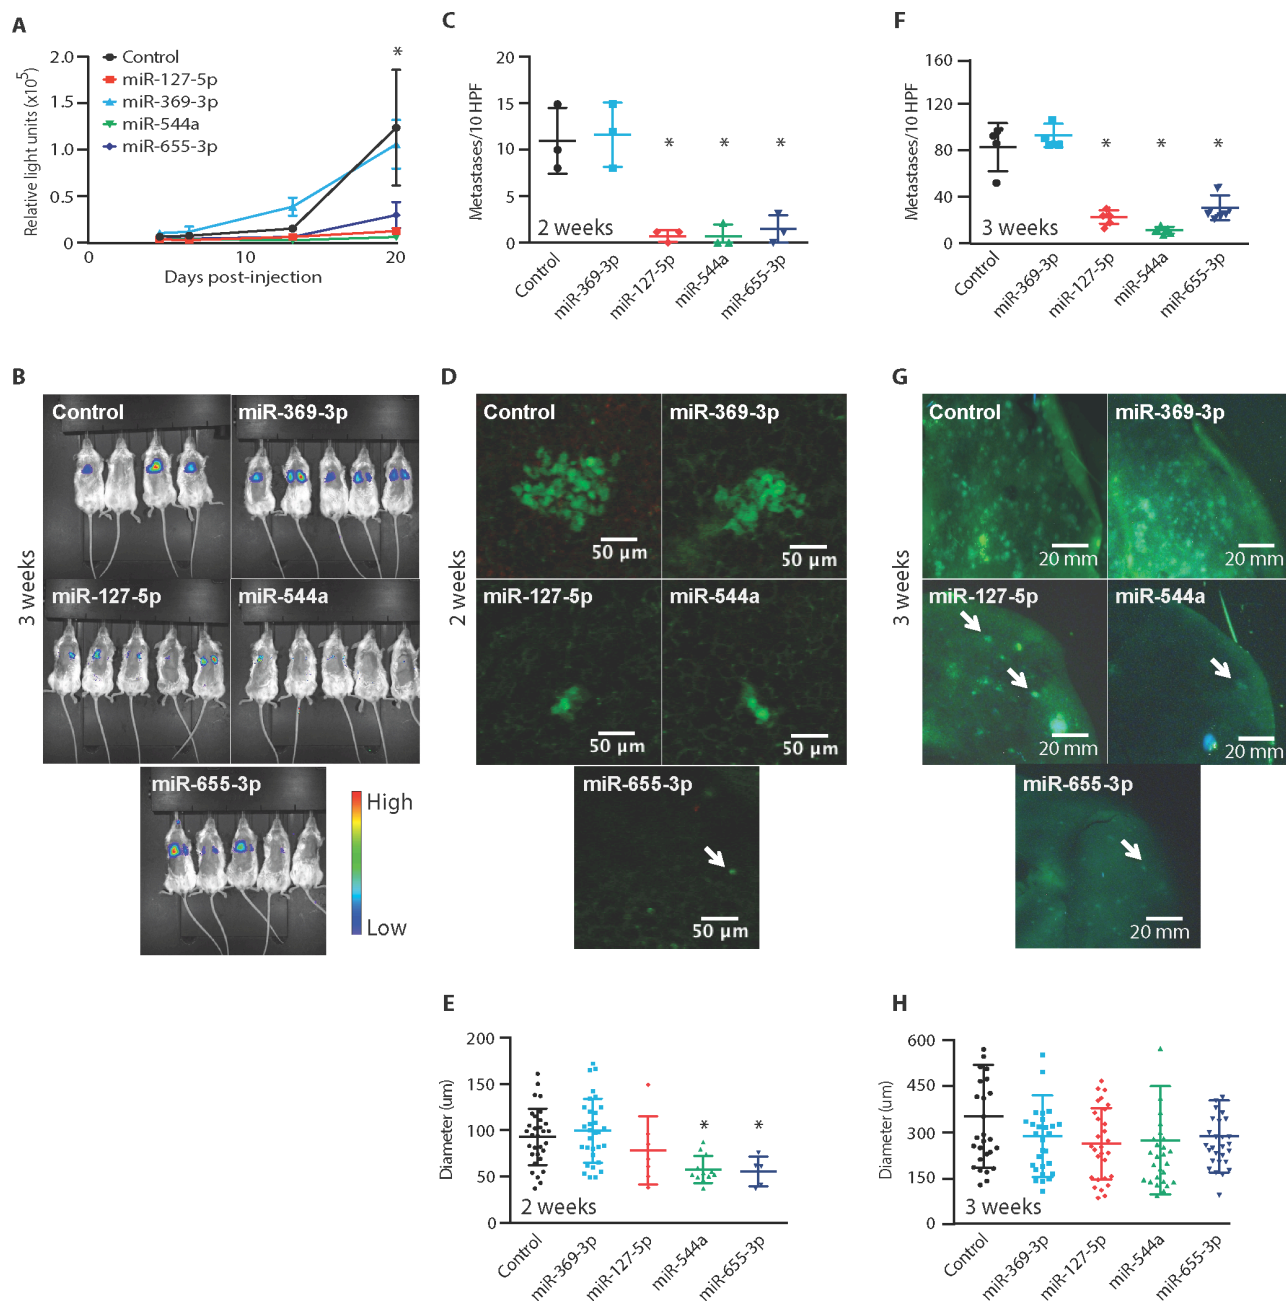 A
Relative light units (x10⁵)
2.0
1.5
1.0
0.5
0
Control
miR-127-5p
miR-369-3p
miR-544a
miR-655-3p
*
0
5
10
15
20
Days post-injection
C
Metastases/10 HPF
20
15
10
5
0
* * *
2 weeks
Control
miR-369-3p
miR-127-5p
miR-544a
miR-655-3p
F
Metastases/10 HPF
160
120
80
40
0
* * *
3 weeks
Control
miR-369-3p
miR-127-5p
miR-544a
miR-655-3p
B
3 weeks
Control
miR-369-3p
miR-127-5p
miR-544a
miR-655-3p
High
Low
D
2 weeks
Control
50 µm
miR-369-3p
50 µm
miR-127-5p
50 µm
miR-544a
50 µm
miR-655-3p
50 µm
G
3 weeks
Control
20 mm
miR-369-3p
20 mm
miR-127-5p
20 mm
miR-544a
20 mm
miR-655-3p
20 mm
E
Diameter (um)
200
150
100
50
0
* *
2 weeks
Control
miR-369-3p
miR-127-5p
miR-544a
miR-655-3p
H
Diameter (um)
600
450
300
150
0
3 weeks
Control
miR-369-3p
miR-127-5p
miR-544a
miR-655-3p